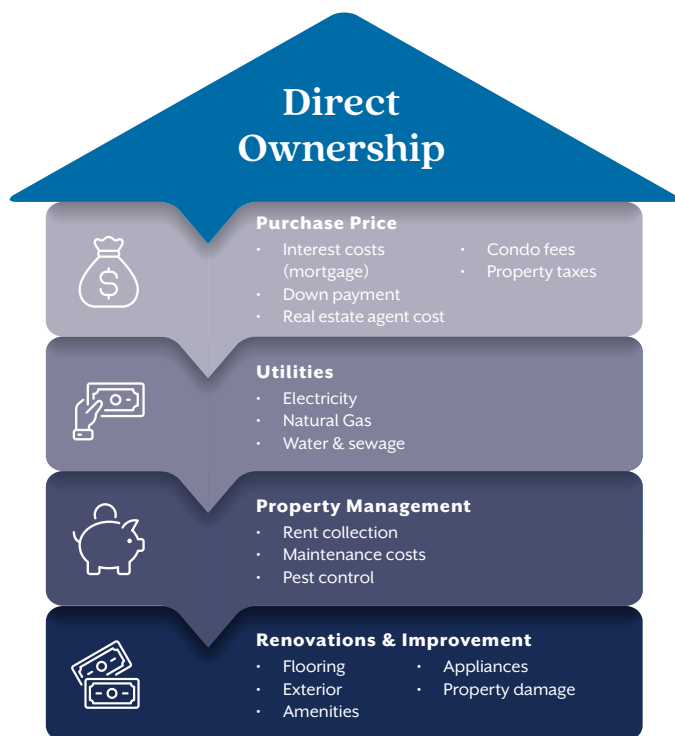 Direct
Ownership
Purchase Price
· Interest costs
(mortgage)
· Down payment
· Real estate agent cost
· Condo fees
· Property taxes
$
Utilities
· Electricity
· Natural Gas
· Water & sewage
Property Management
· Rent collection
· Maintenance costs
· Pest control
Renovations & Improvement
· Flooring
· Exterior
· Amenities
· Appliances
· Property damage